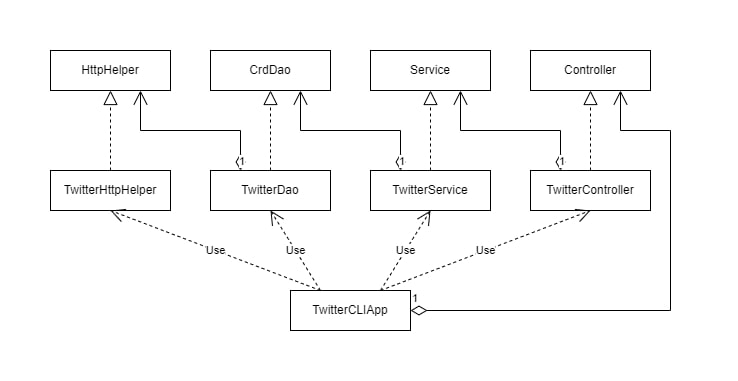 HttpHelper
CrdDao
Service
Controller
1
1
1
TwitterHttpHelper
TwitterDao
TwitterService
TwitterController
Use
Use
Use
Use
1
TwitterCLIApp